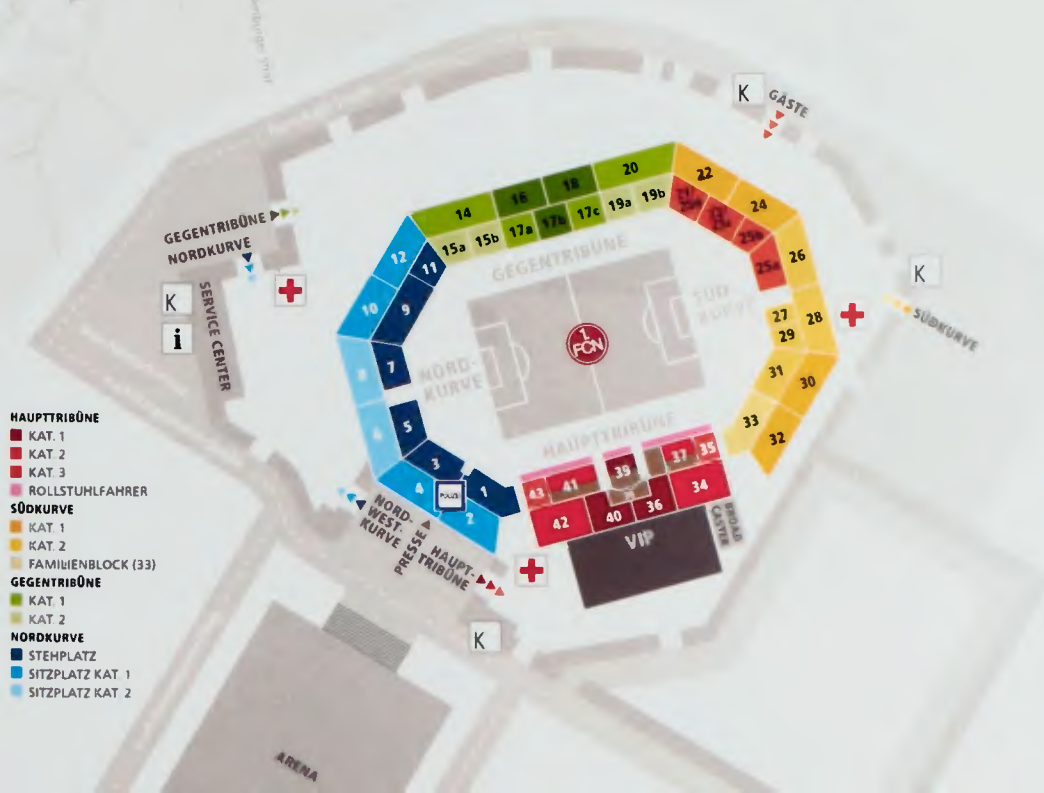 K
GÄSTE
22
20
24
18
16
19b
19a
17c
17b
17a
14
15b
15a
25b
25a
26
GEGENTRIBÜNE
NORDKURVE
12
11
GEGENTRIBÜNE
K
SÜDKURVE
K
i
SERVICE CENTER
10
9
7
5
3
1
2
NORD-
KURVE
1.
FCN
SÜD-
KURVE
27
28
29
31
30
33
32
HAUPTTRIBÜNE
43
41
39
37
35
42
40
36
34
VIP
BROAD
CASTER
POLIZEI
NORD-
WEST-
KURVE
PRESSE
HAUPT-
TRIBÜNE
K
ARENA
HAUPTTRIBÜNE
KAT. 1
KAT. 2
KAT. 3
ROLLSTUHLFAHRER
SÜDKURVE
KAT. 1
KAT. 2
FAMILIENBLOCK (33)
GEGENTRIBÜNE
KAT. 1
KAT. 2
NORDKURVE
STEHPLATZ
SITZPLATZ KAT. 1
SITZPLATZ KAT. 2